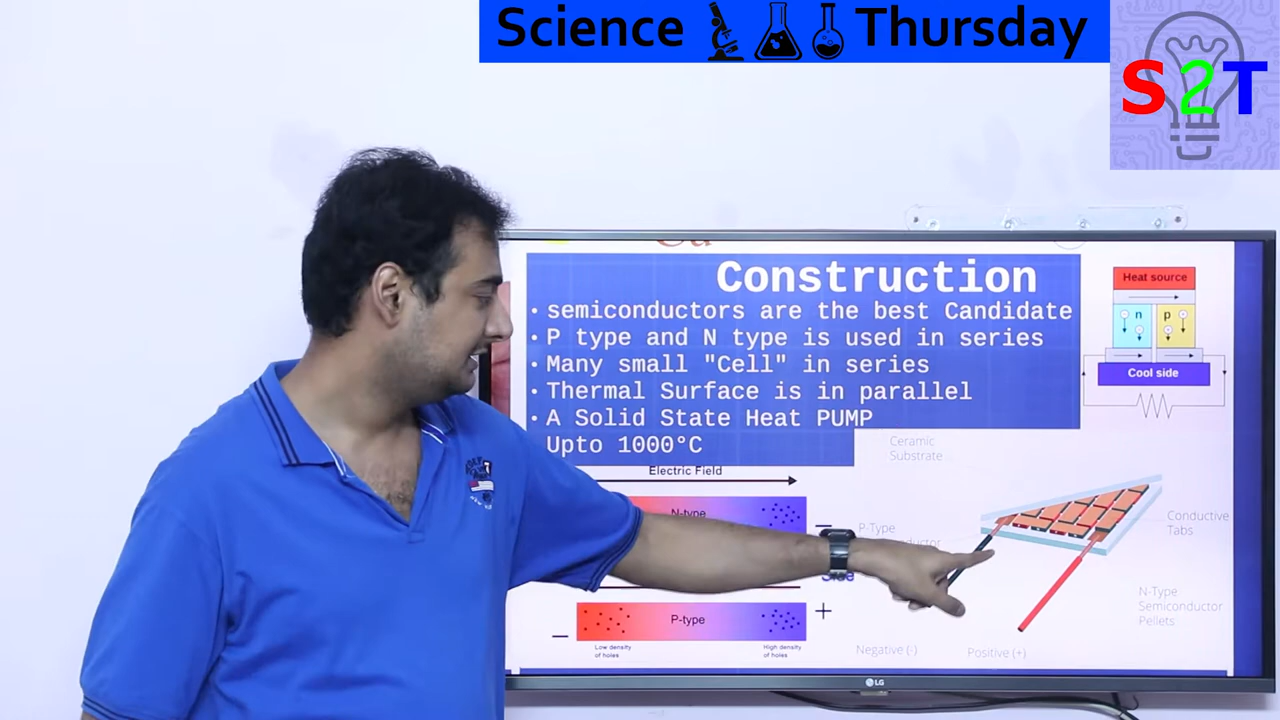 Science Thursday
S2T
Construction
• semiconductors are the best Candidate
• P type and N type is used in series
• Many small "Cell" in series
• Thermal Surface is in parallel
• A Solid State Heat PUMP
Upto 1000°C
Heat source
n p
Cool side
Electric Field
N-type
−
Side
P-type
+
−
Low density
of holes
High density
of holes
Ceramic
Substrate
P-Type
Conductive
Tabs
N-Type
Semiconductor
Pellets
Negative (-)
Positive (+)
LG